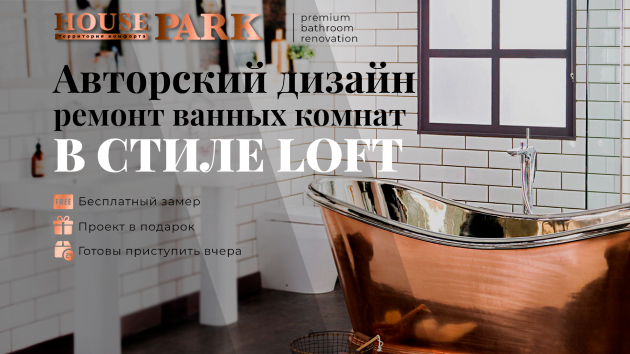 HOUSE PARK
территория комфорта
premium
bathroom
renovation
Авторский дизайн
ремонт ванных комнат
В СТИЛЕ LOFT
FREE Бесплатный замер
Проект в подарок
Готовы приступить вчера